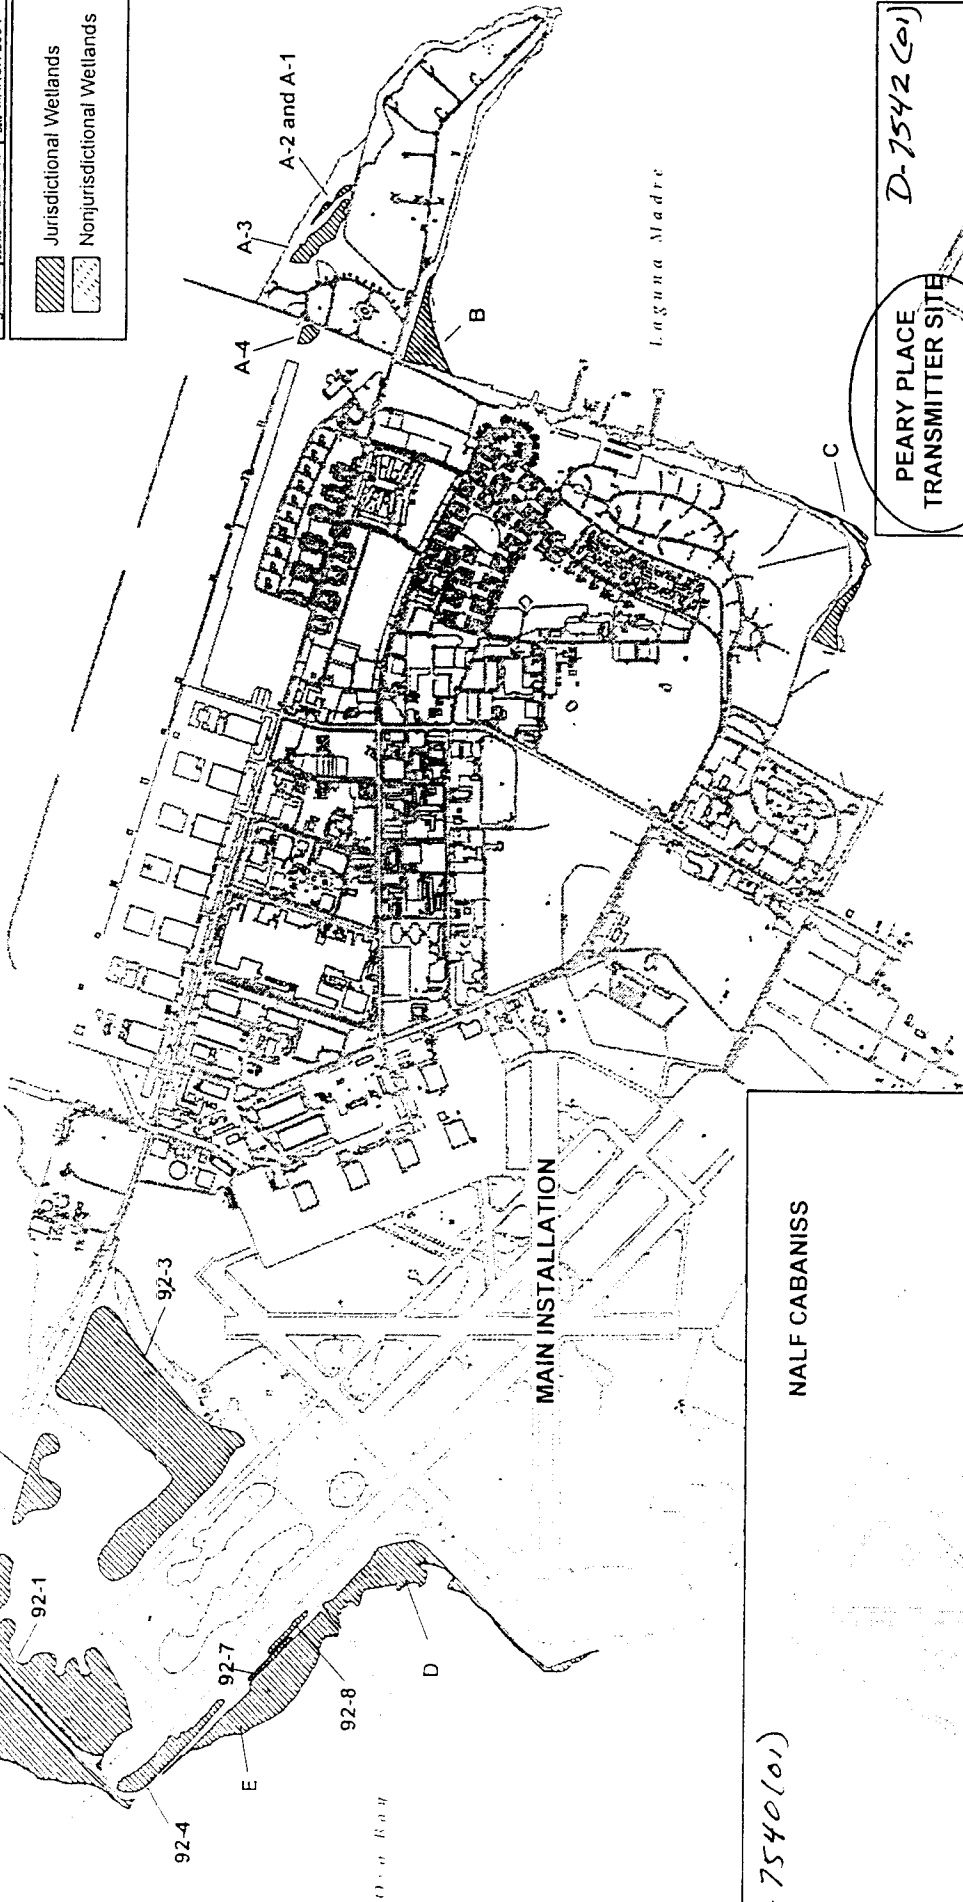 Jurisdictional Wetlands
Nonjurisdictional Wetlands
A-2 and A-1
A-3
A-4
B
Laguna Madre
C
D-7542 (01)
PEARY PLACE
TRANSMITTER SITE
92-3
92-1
MAIN INSTALLATION
92-7
92-8
D
E
92-4
Bay
NALF CABANISS
7540(01)